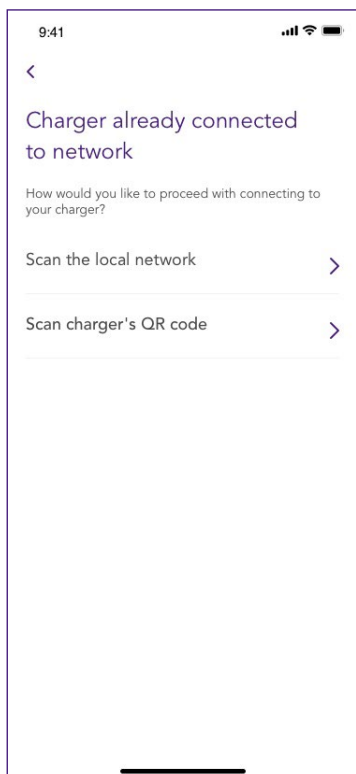 9:41
Charger already connected
to network
How would you like to proceed with connecting to
your charger?
Scan the local network
Scan charger's QR code